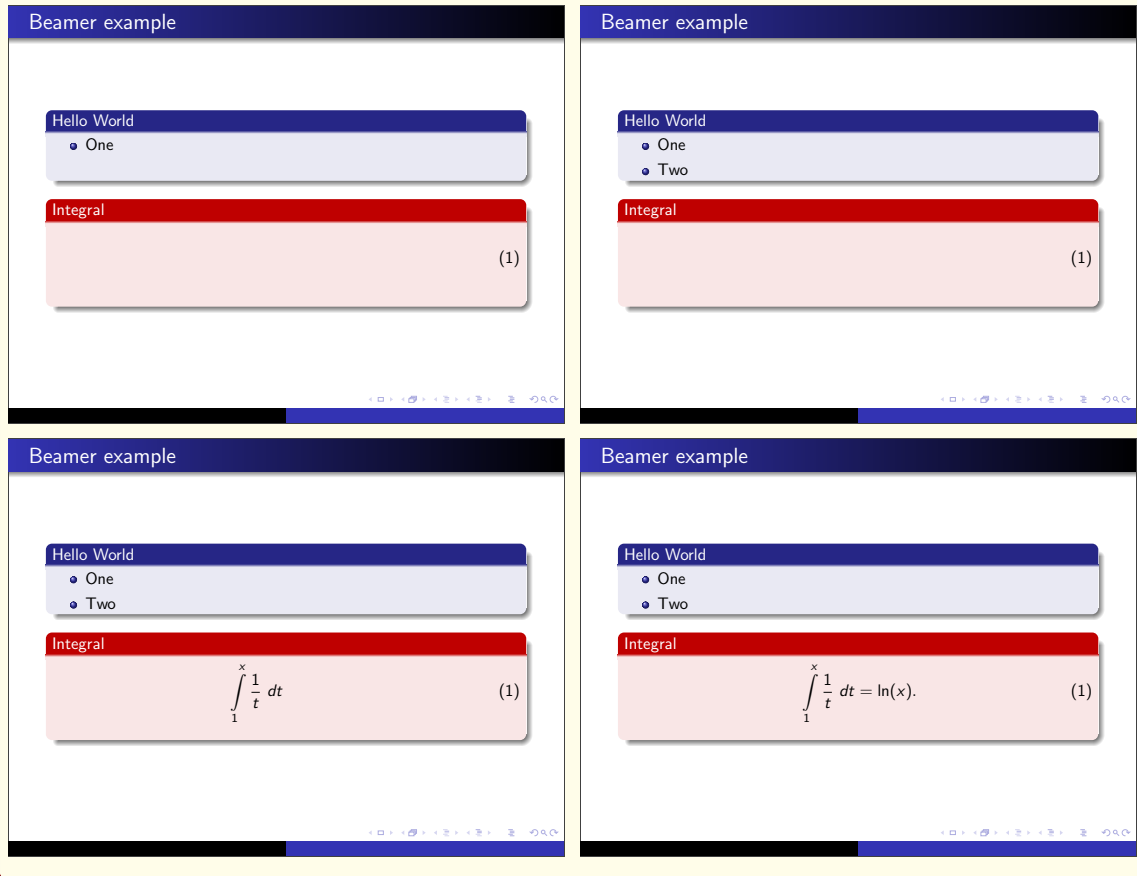 Beamer example
Hello World
One
Integral
(1)
Beamer example
Hello World
One
Two
Integral
(1)
Beamer example
Hello World
One
Two
Integral
∫₁ˣ 1/t dt (1)
Beamer example
Hello World
One
Two
Integral
∫₁ˣ 1/t dt = ln(x). (1)